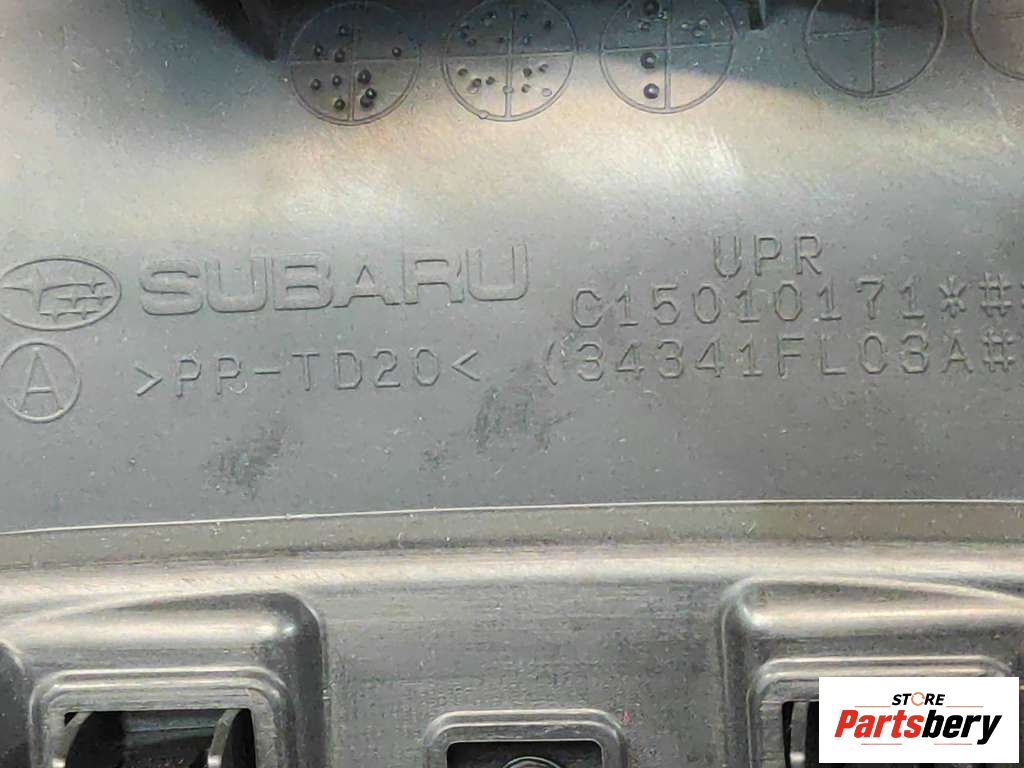 SUBARU
UPR
C15010171*##
A
>PP-TD20<
(34341FL03A#
STORE
Partsbery